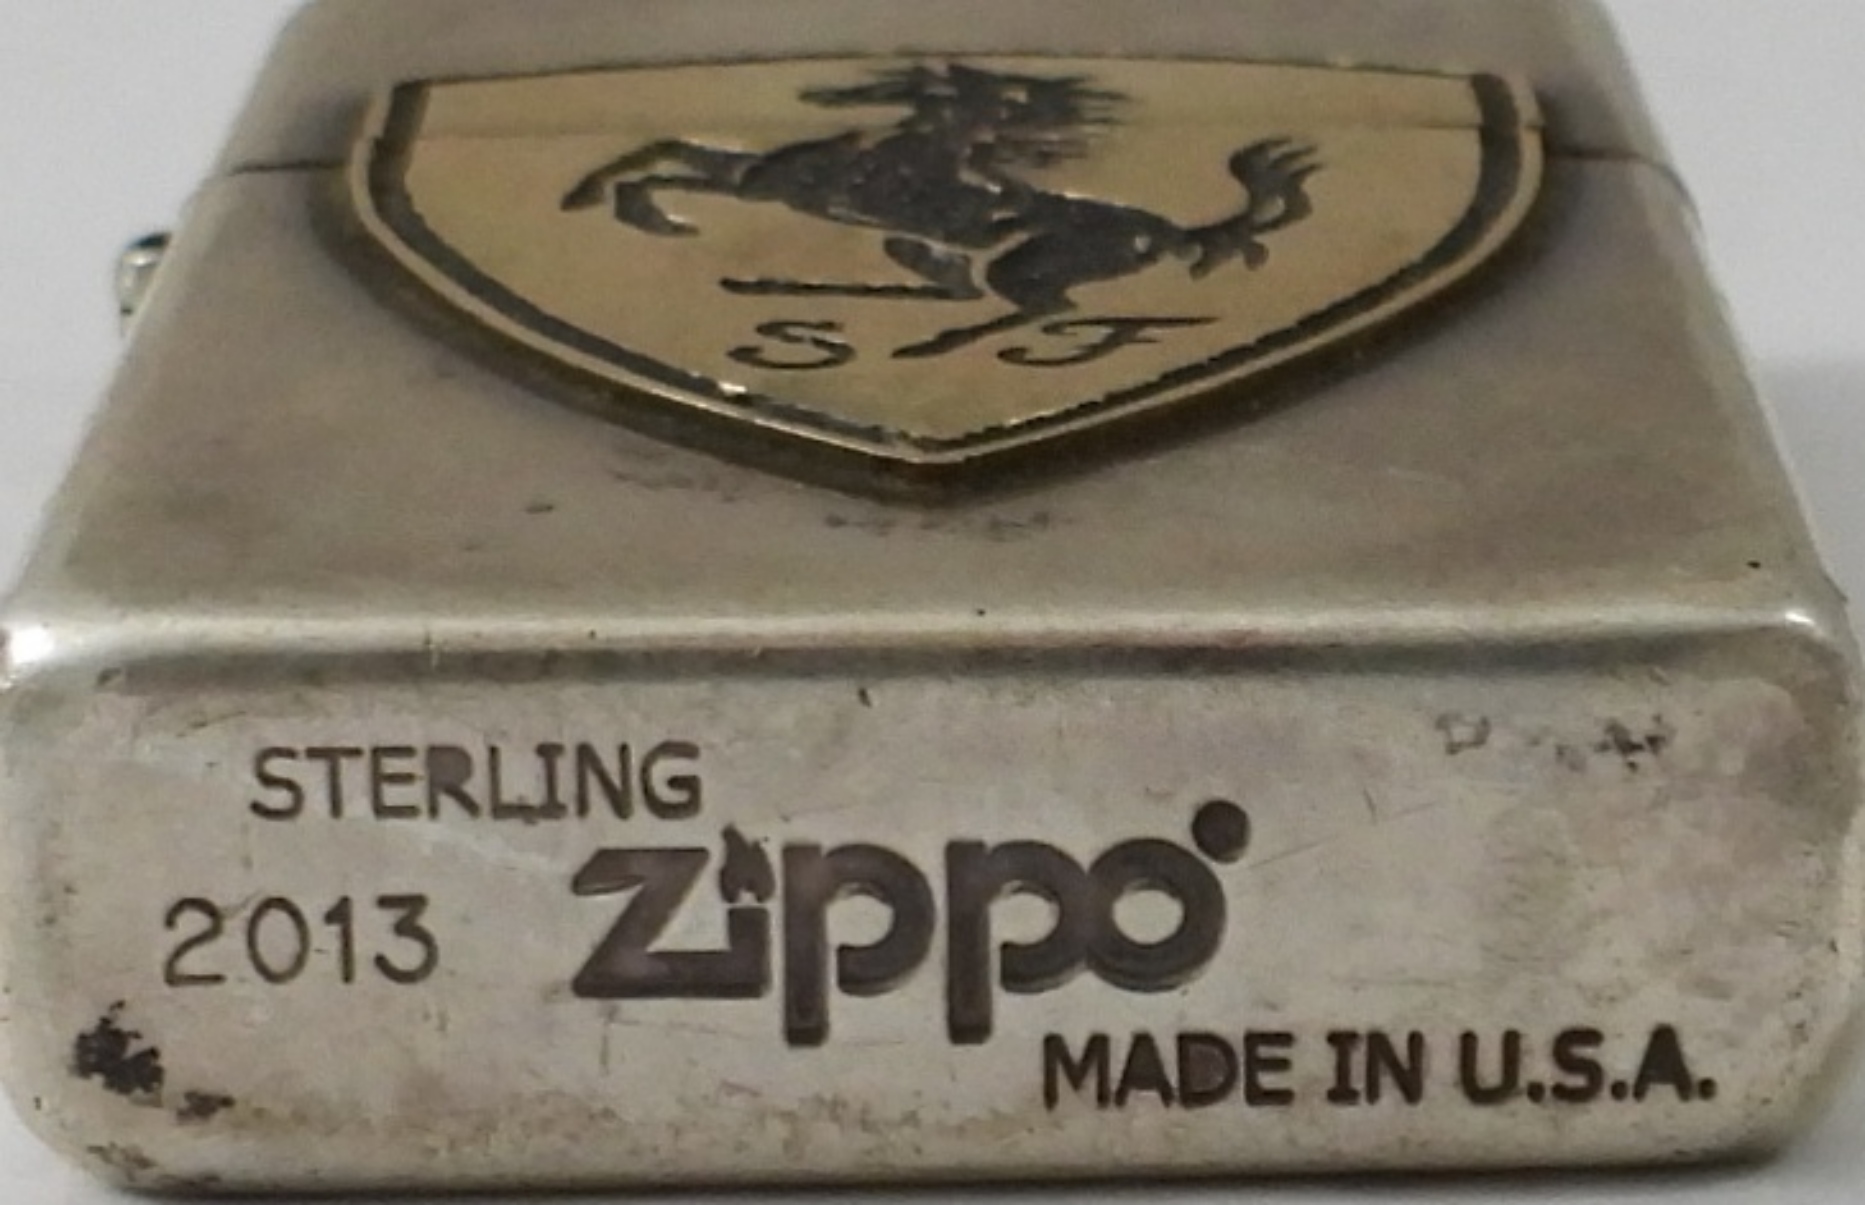 S F
STERLING
2013 Zippo
MADE IN U.S.A.